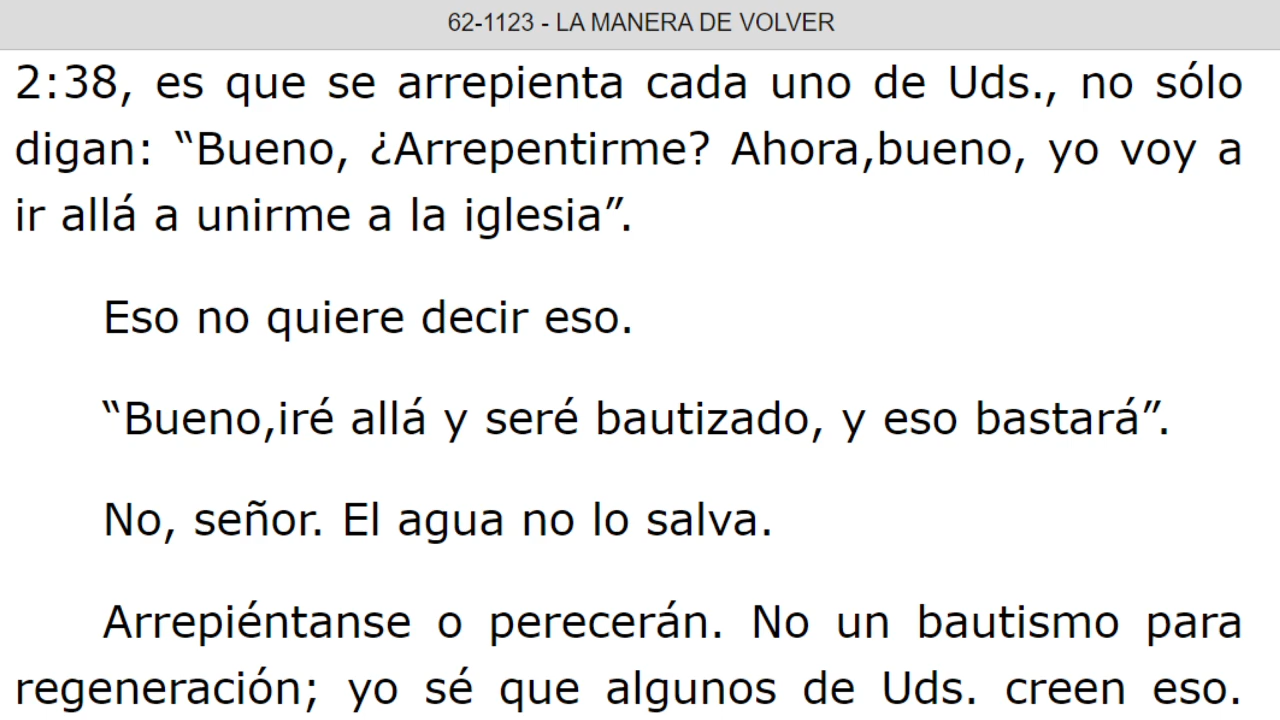 62-1123 - LA MANERA DE VOLVER
2:38, es que se arrepienta cada uno de Uds., no sólo
digan: “Bueno, ¿Arrepentirme? Ahora,bueno, yo voy a
ir allá a unirme a la iglesia”.
Eso no quiere decir eso.
“Bueno,iré allá y seré bautizado, y eso bastará”.
No, señor. El agua no lo salva.
Arrepiéntanse o perecerán. No un bautismo para
regeneración; yo sé que algunos de Uds. creen eso.